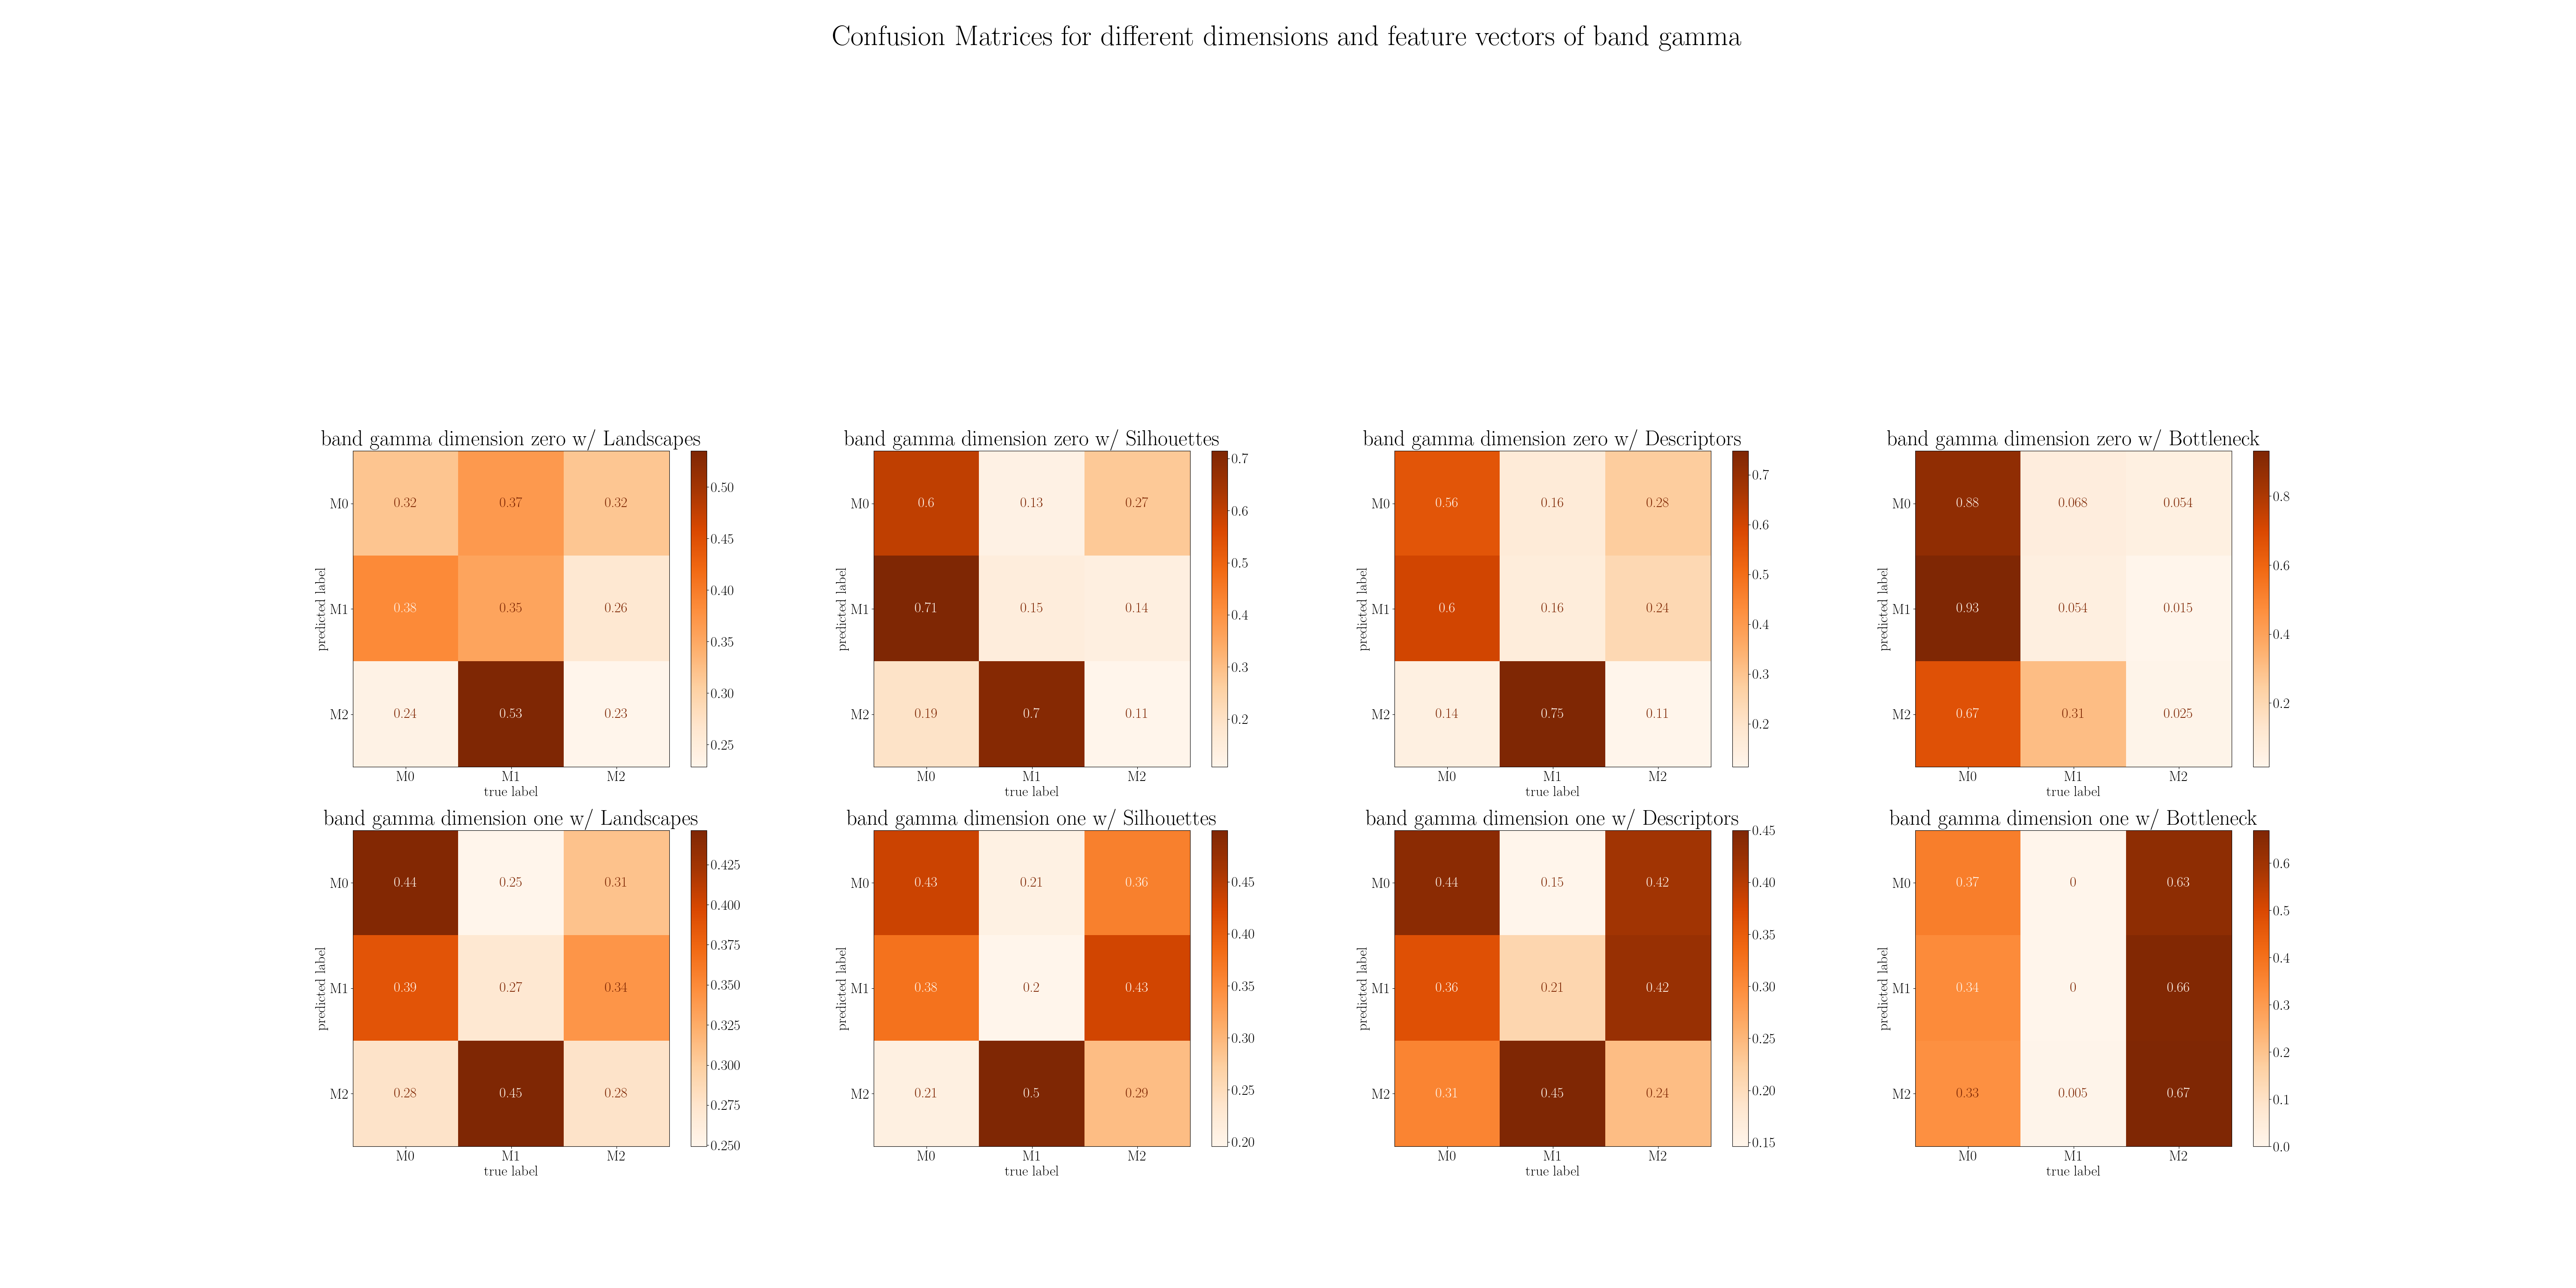 Confusion Matrices for different dimensions and feature vectors of band gamma
band gamma dimension zero w/ Landscapes
predicted label
M0 0.32 0.37 0.32
M1 0.38 0.35 0.26
M2 0.24 0.53 0.23
M0 M1 M2
true label
0.50
0.45
0.40
0.35
0.30
0.25
band gamma dimension zero w/ Silhouettes
predicted label
M0 0.6 0.13 0.27
M1 0.71 0.15 0.14
M2 0.19 0.7 0.11
M0 M1 M2
true label
0.7
0.6
0.5
0.4
0.3
0.2
band gamma dimension zero w/ Descriptors
predicted label
M0 0.56 0.16 0.28
M1 0.6 0.16 0.24
M2 0.14 0.75 0.11
M0 M1 M2
true label
0.7
0.6
0.5
0.4
0.3
0.2
band gamma dimension zero w/ Bottleneck
predicted label
M0 0.88 0.068 0.054
M1 0.93 0.054 0.015
M2 0.67 0.31 0.025
M0 M1 M2
true label
0.8
0.6
0.4
0.2
band gamma dimension one w/ Landscapes
predicted label
M0 0.44 0.25 0.31
M1 0.39 0.27 0.34
M2 0.28 0.45 0.28
M0 M1 M2
true label
0.425
0.400
0.375
0.350
0.325
0.300
0.275
0.250
band gamma dimension one w/ Silhouettes
predicted label
M0 0.43 0.21 0.36
M1 0.38 0.2 0.43
M2 0.21 0.5 0.29
M0 M1 M2
true label
0.45
0.40
0.35
0.30
0.25
0.20
band gamma dimension one w/ Descriptors
predicted label
M0 0.44 0.15 0.42
M1 0.36 0.21 0.42
M2 0.31 0.45 0.24
M0 M1 M2
true label
0.45
0.40
0.35
0.30
0.25
0.20
0.15
band gamma dimension one w/ Bottleneck
predicted label
M0 0.37 0 0.63
M1 0.34 0 0.66
M2 0.33 0.005 0.67
M0 M1 M2
true label
0.6
0.5
0.4
0.3
0.2
0.1
0.0